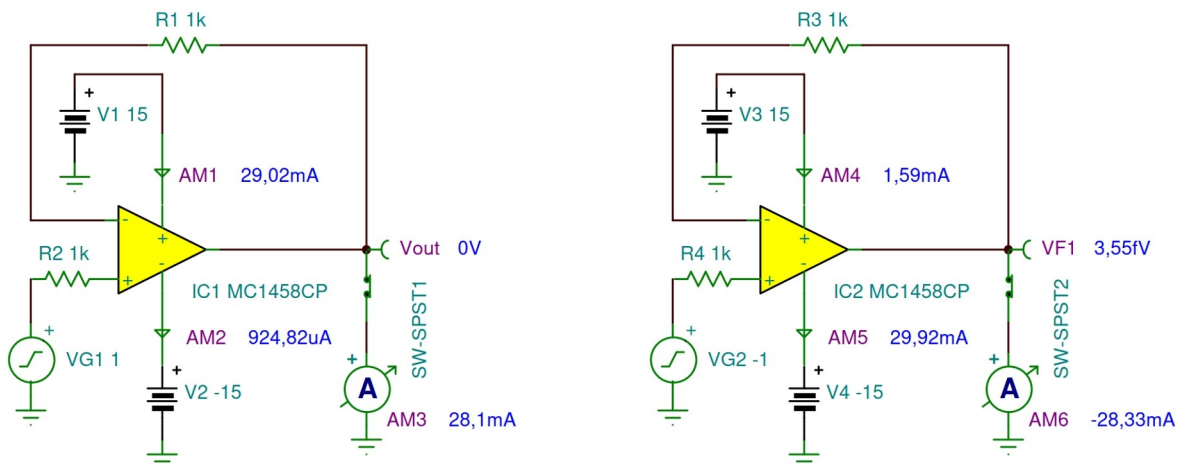 R1 1k
+
V1 15
AM1 29,02mA
-
+
-
+
R2 1k
IC1 MC1458CP
Vout 0V
SW-SPST1
+
VG1 1
AM2 924,82uA
+
V2 -15
+
A
AM3 28,1mA
R3 1k
+
V3 15
AM4 1,59mA
-
+
-
+
R4 1k
IC2 MC1458CP
VF1 3,55fV
SW-SPST2
+
VG2 -1
AM5 29,92mA
+
V4 -15
+
A
AM6 -28,33mA